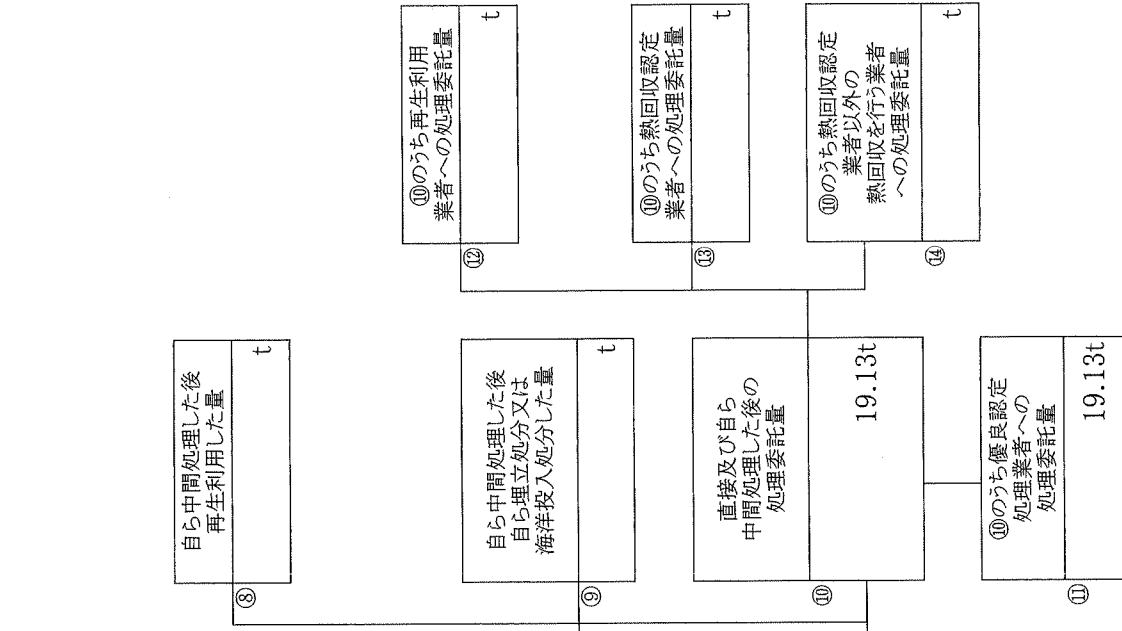 ⑧
自ら中間処理した後
再生利用した量
t
⑨
自ら中間処理した後
自ら埋立処分又は
海洋投入処分した量
t
⑩
直接及び自ら
中間処理した後の
処理委託量
19.13t
⑪
⑩のうち優良認定
処理業者への
処理委託量
19.13t
⑫
⑩のうち再生利用
業者への処理委託量
t
⑬
⑩のうち熱回収認定
業者への処理委託量
t
⑭
⑩のうち熱回収認定
業者以外の
熱回収を行う業者
への処理委託量
t